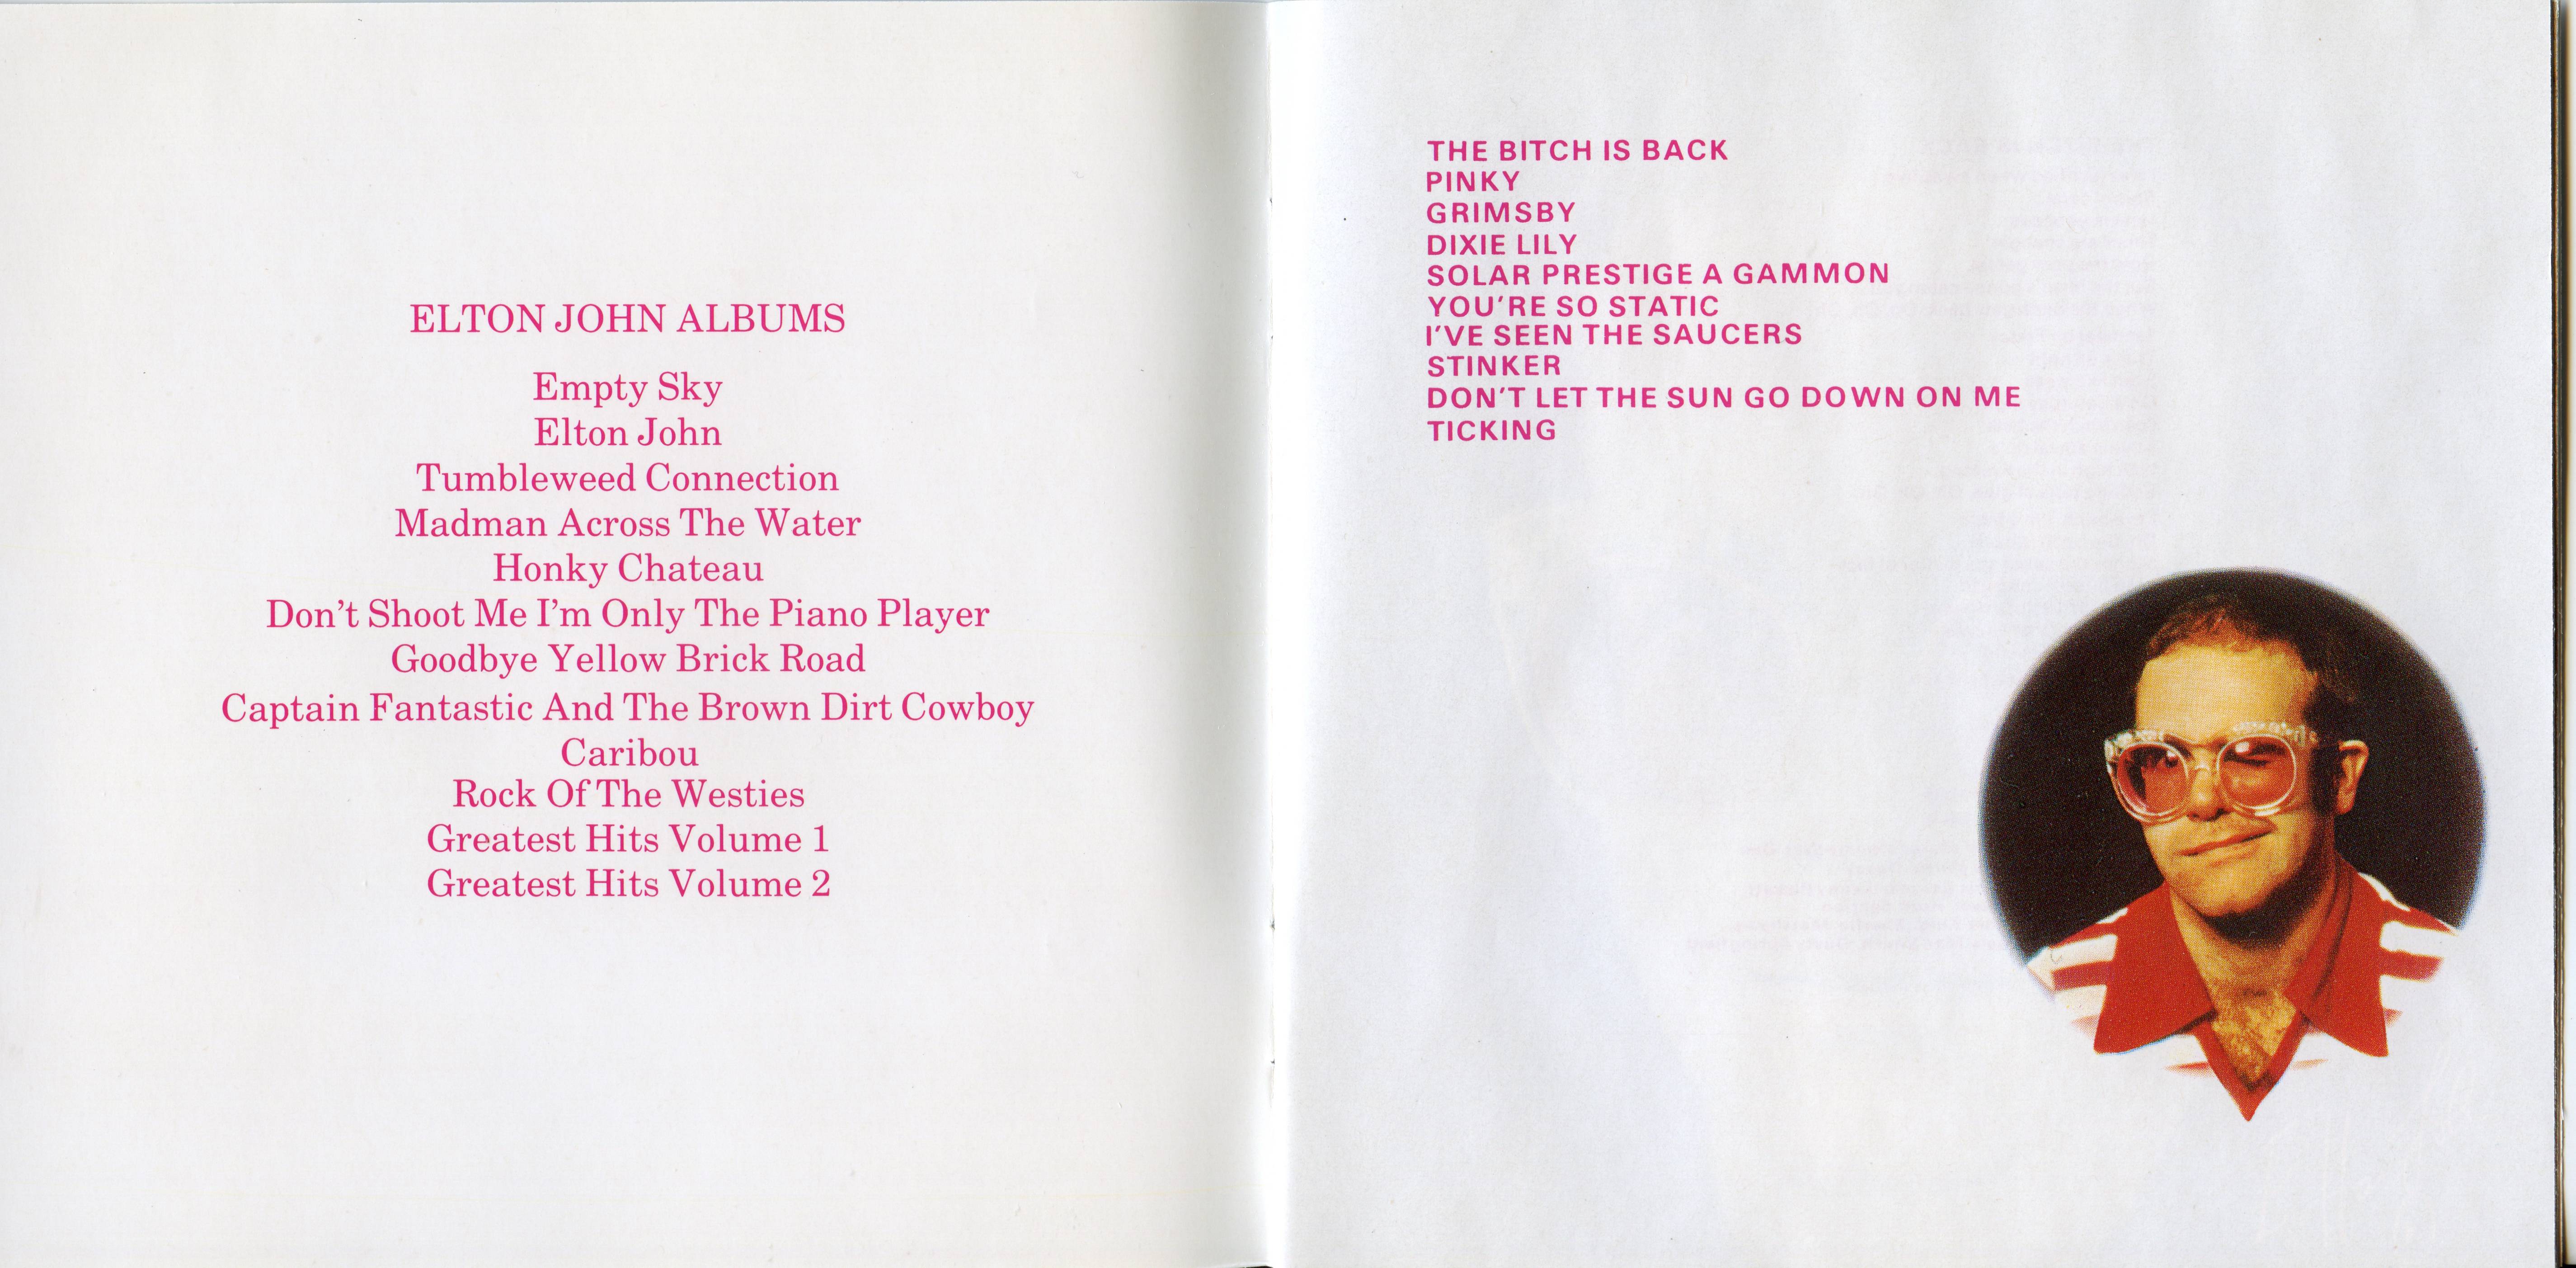 ELTON JOHN ALBUMS
Empty Sky
Elton John
Tumbleweed Connection
Madman Across The Water
Honky Chateau
Don't Shoot Me I'm Only The Piano Player
Goodbye Yellow Brick Road
Captain Fantastic And The Brown Dirt Cowboy
Caribou
Rock Of The Westies
Greatest Hits Volume 1
Greatest Hits Volume 2
THE BITCH IS BACK
PINKY
GRIMSBY
DIXIE LILY
SOLAR PRESTIGE A GAMMON
YOU'RE SO STATIC
I'VE SEEN THE SAUCERS
STINKER
DON'T LET THE SUN GO DOWN ON ME
TICKING